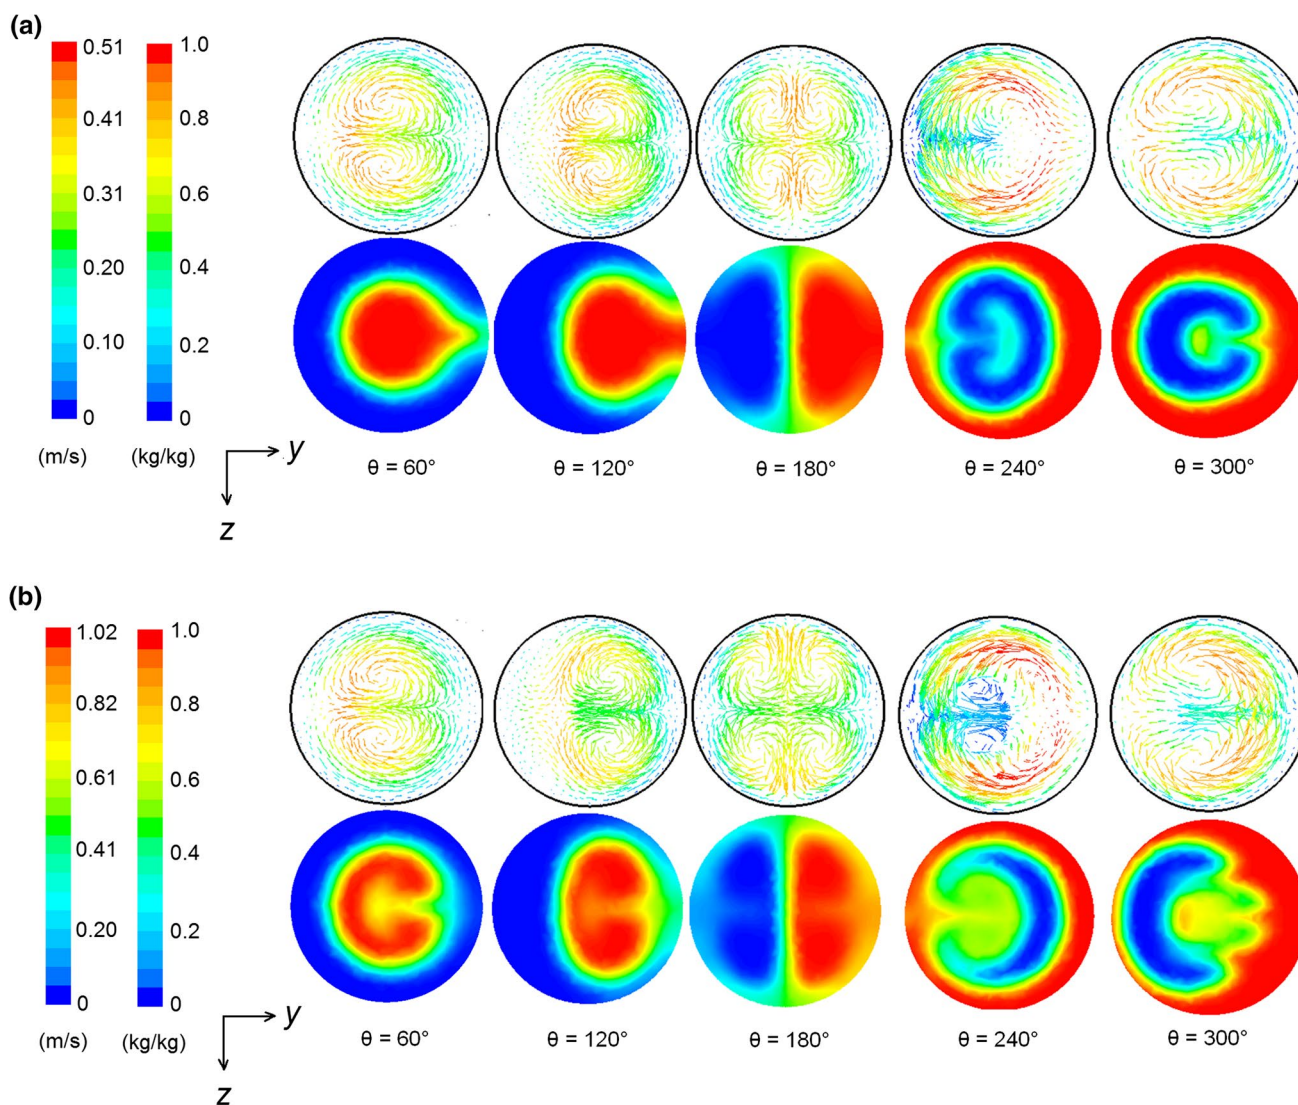 (a)
0.51 1.0
0.41 0.8
0.31 0.6
0.20 0.4
0.10 0.2
0 0
(m/s) (kg/kg)
y
z
θ = 60° θ = 120° θ = 180° θ = 240° θ = 300°
(b)
1.02 1.0
0.82 0.8
0.61 0.6
0.41 0.4
0.20 0.2
0 0
(m/s) (kg/kg)
y
z
θ = 60° θ = 120° θ = 180° θ = 240° θ = 300°